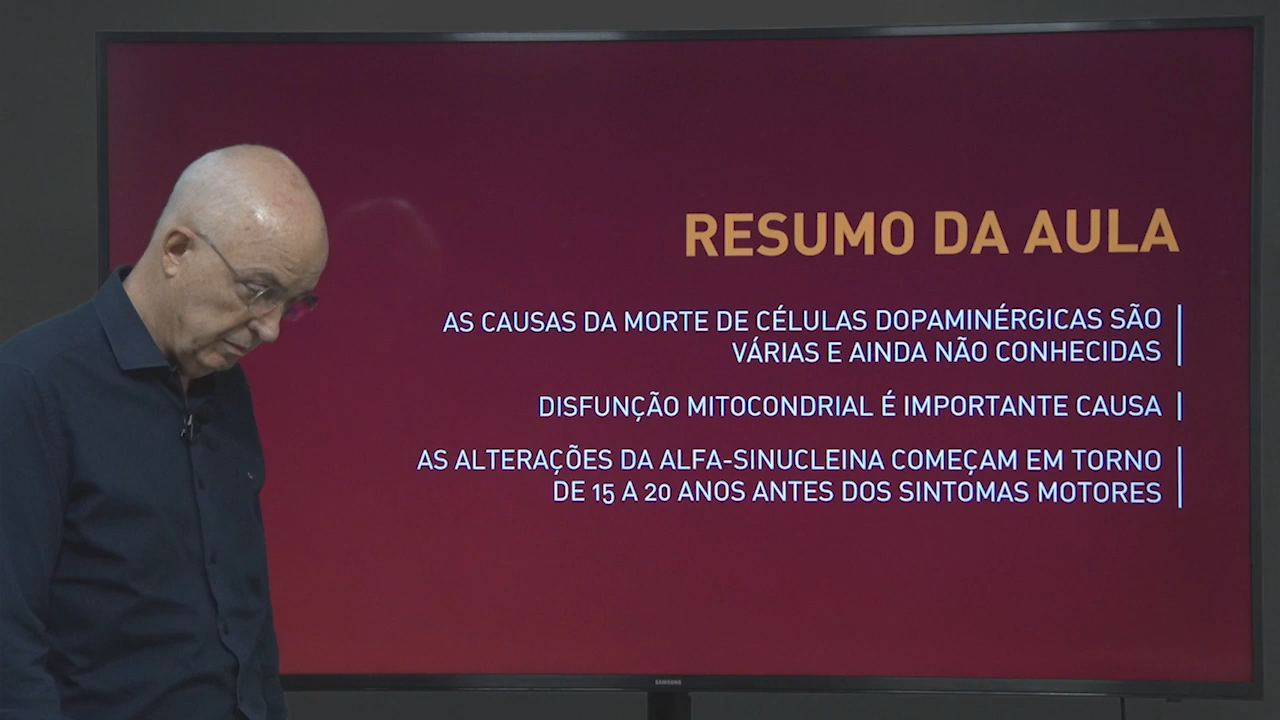 RESUMO DA AULA
AS CAUSAS DA MORTE DE CÉLULAS DOPAMINÉRGICAS SÃO
VÁRIAS E AINDA NÃO CONHECIDAS
DISFUNÇÃO MITOCONDRIAL É IMPORTANTE CAUSA
AS ALTERAÇÕES DA ALFA-SINUCLEINA COMEÇAM EM TORNO
DE 15 A 20 ANOS ANTES DOS SINTOMAS MOTORES
SAMSUNG